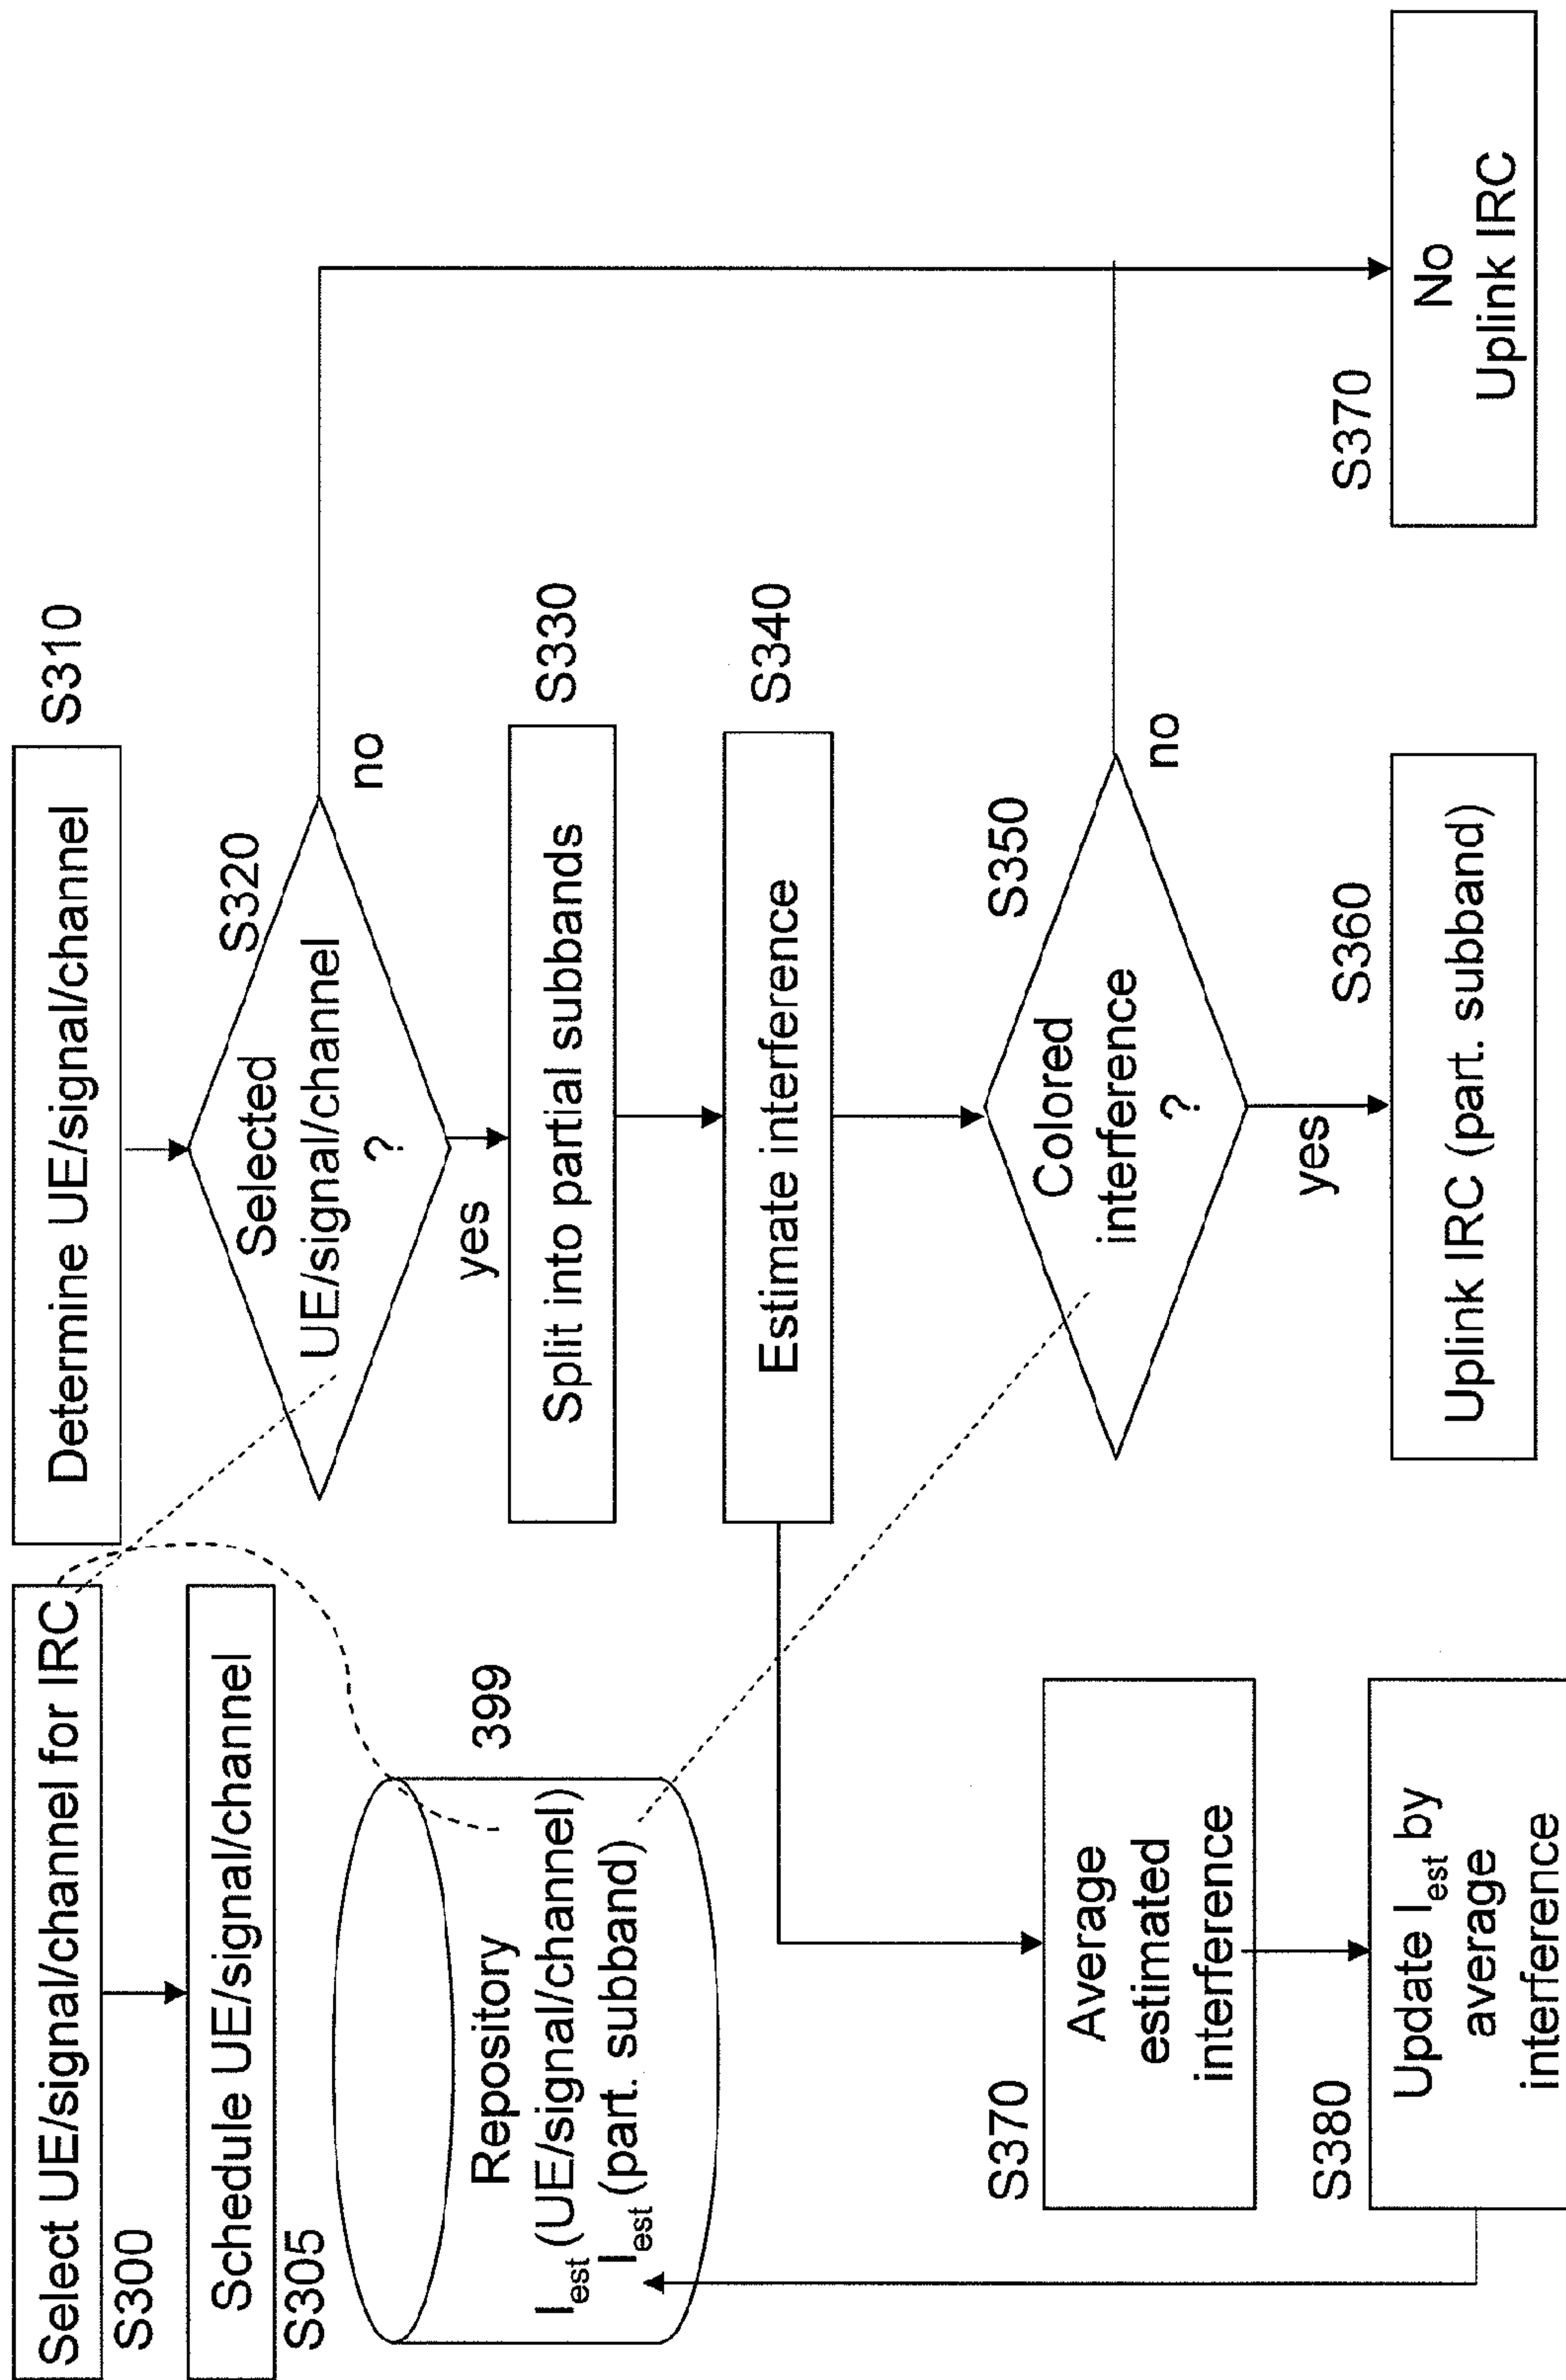 Select UE/signal/channel for IRC
S300
Schedule UE/signal/channel
S305
399
Repository
I_est (UE/signal/channel)
I_est (part. subband)
S370
Average
estimated
interference
S380
Update I_est by
average
interference
Determine UE/signal/channel
S310
S320
Selected
UE/signal/channel
?
no
yes
Split into partial subbands
S330
Estimate interference
S340
S350
Colored
interference
?
no
yes
S360
Uplink IRC (part. subband)
S370
No
Uplink IRC